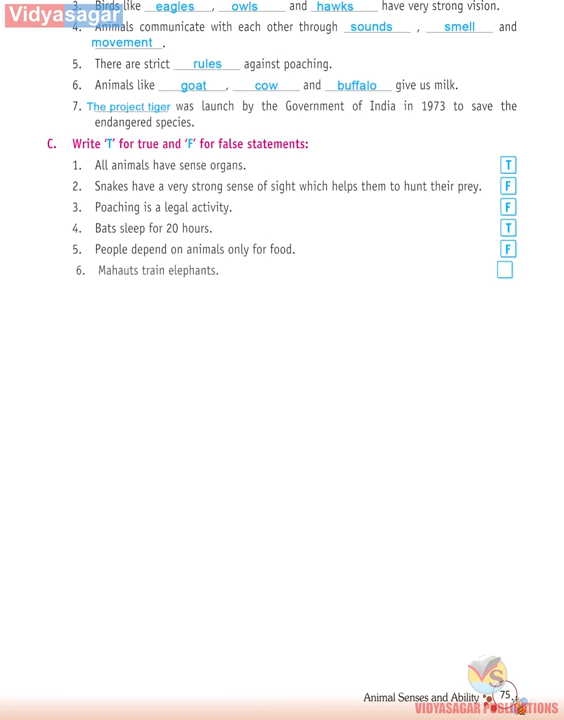 Vidyasagar
3. Birds like eagles, owls and hawks have very strong vision.
4. Animals communicate with each other through sounds , smell and
movement .
5. There are strict rules against poaching.
6. Animals like goat, cow and buffalo give us milk.
7. The project tiger was launch by the Government of India in 1973 to save the
endangered species.
C. Write 'T' for true and 'F' for false statements:
1. All animals have sense organs. T
2. Snakes have a very strong sense of sight which helps them to hunt their prey. F
3. Poaching is a legal activity. F
4. Bats sleep for 20 hours. T
5. People depend on animals only for food. F
6. Mahauts train elephants.
VS
Animal Senses and Ability 75
VIDYASAGAR PUBLICATIONS